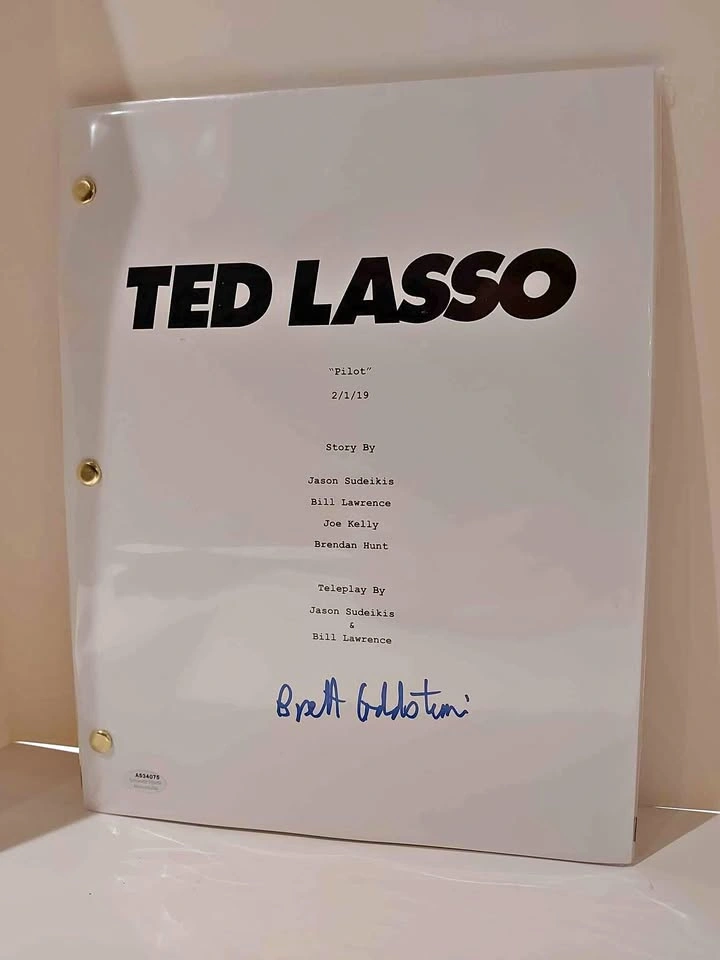 TED LASSO
"Pilot"
2/1/19
Story By
Jason Sudeikis
Bill Lawrence
Joe Kelly
Brendan Hunt
Teleplay By
Jason Sudeikis
&
Bill Lawrence
Brett Goldstein
AS34075